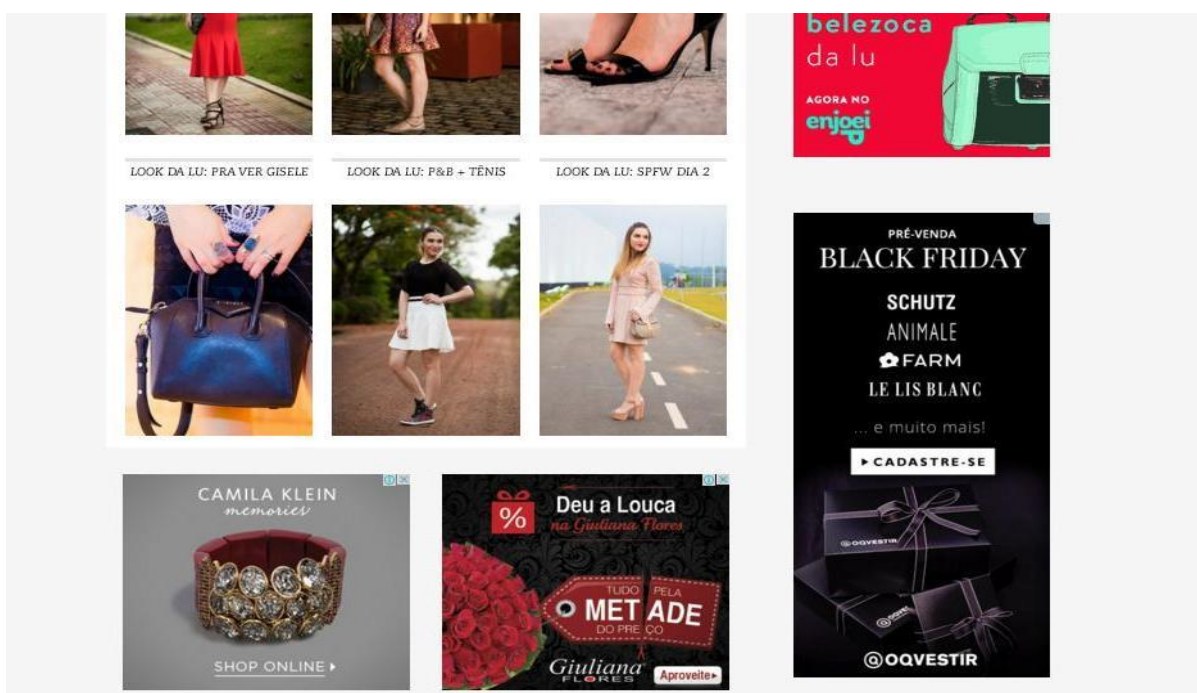 belezoca
da lu
AGORA NO
enjoei
LOOK DA LU: PRA VER GISELE
LOOK DA LU: P&B + TÊNIS
LOOK DA LU: SPFW DIA 2
PRÉ-VENDA
BLACK FRIDAY
SCHUTZ
ANIMALE
FARM
LE LIS BLANC
... e muito mais!
CADASTRE-SE
@OQVESTIR
@OQVESTIR
CAMILA KLEIN
memories
SHOP ONLINE
%
Deu a Louca
na Giuliana Flores
TUDO PELA
METADE
DO PREÇO
Giuliana
FLORES
Aproveite